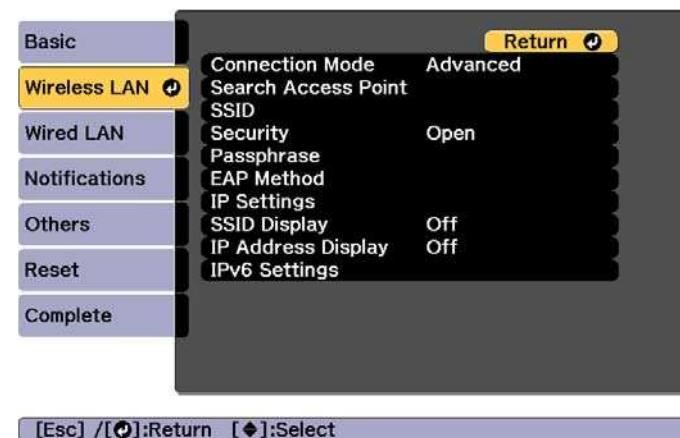 Basic
Wireless LAN
Wired LAN
Notifications
Others
Reset
Complete
Return
Connection Mode Advanced
Search Access Point
SSID
Security Open
Passphrase
EAP Method
IP Settings
SSID Display Off
IP Address Display Off
IPv6 Settings
[Esc] /[⏎]:Return [◆]:Select